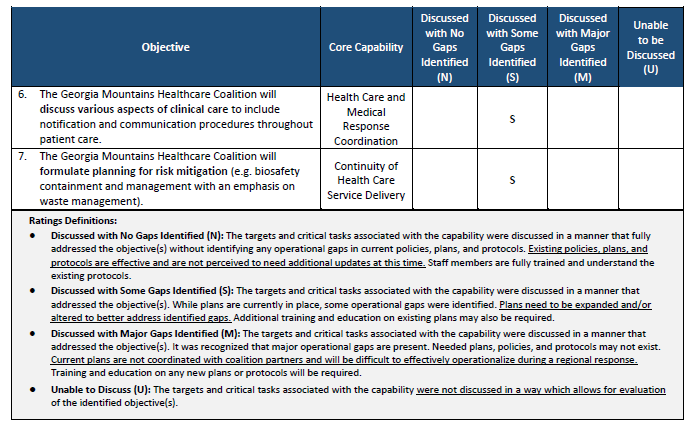 Objective
Core Capability
Discussed
with No
Gaps
Identified
(N)
Discussed
with Some
Gaps
Identified
(S)
Discussed
with Major
Gaps
Identified
(M)
Unable
to be
Discussed
(U)
6. The Georgia Mountains Healthcare Coalition will
discuss various aspects of clinical care to include
notification and communication procedures throughout
patient care.
Health Care and
Medical
Response
Coordination
S
7. The Georgia Mountains Healthcare Coalition will
formulate planning for risk mitigation (e.g. biosafety
containment and management with an emphasis on
waste management).
Continuity of
Health Care
Service Delivery
S
Ratings Definitions:
● Discussed with No Gaps Identified (N): The targets and critical tasks associated with the capability were discussed in a manner that fully
addressed the objective(s) without identifying any operational gaps in current policies, plans, and protocols. Existing policies, plans, and
protocols are effective and are not perceived to need additional updates at this time. Staff members are fully trained and understand the
existing protocols.
● Discussed with Some Gaps Identified (S): The targets and critical tasks associated with the capability were discussed in a manner that
addressed the objective(s). While plans are currently in place, some operational gaps were identified. Plans need to be expanded and/or
altered to better address identified gaps. Additional training and education on existing plans may also be required.
● Discussed with Major Gaps Identified (M): The targets and critical tasks associated with the capability were discussed in a manner that
addressed the objective(s). It was recognized that major operational gaps are present. Needed plans, policies, and protocols may not exist.
Current plans are not coordinated with coalition partners and will be difficult to effectively operationalize during a regional response.
Training and education on any new plans or protocols will be required.
● Unable to Discuss (U): The targets and critical tasks associated with the capability were not discussed in a way which allows for evaluation
of the identified objective(s).